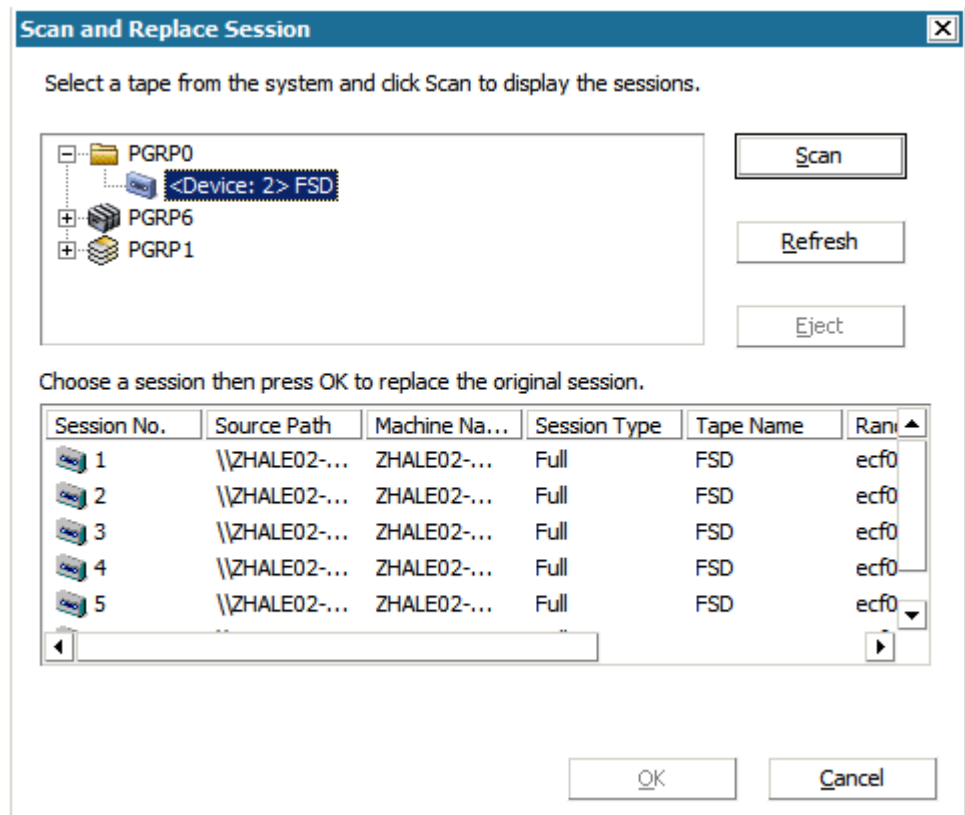 Scan and Replace Session
Select a tape from the system and click Scan to display the sessions.
PGRP0
<Device: 2> FSD
PGRP6
PGRP1
Scan
Refresh
Eject
Choose a session then press OK to replace the original session.
Session No. Source Path Machine Na... Session Type Tape Name
1 \\ZHALE02-... ZHALE02-... Full FSD ecf0
2 \\ZHALE02-... ZHALE02-... Full FSD ecf0
3 \\ZHALE02-... ZHALE02-... Full FSD ecf0
4 \\ZHALE02-... ZHALE02-... Full FSD ecf0
5 \\ZHALE02-... ZHALE02-... Full FSD ecf0
OK Cancel